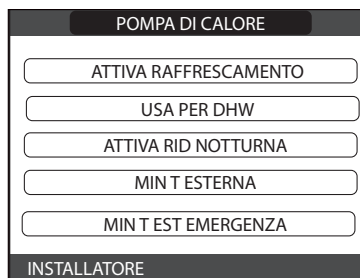 POMPA DI CALORE
ATTIVA RAFFRESCAMENTO
USA PER DHW
ATTIVA RID NOTTURNA
MIN T ESTERNA
MIN T EST EMERGENZA
INSTALLATORE